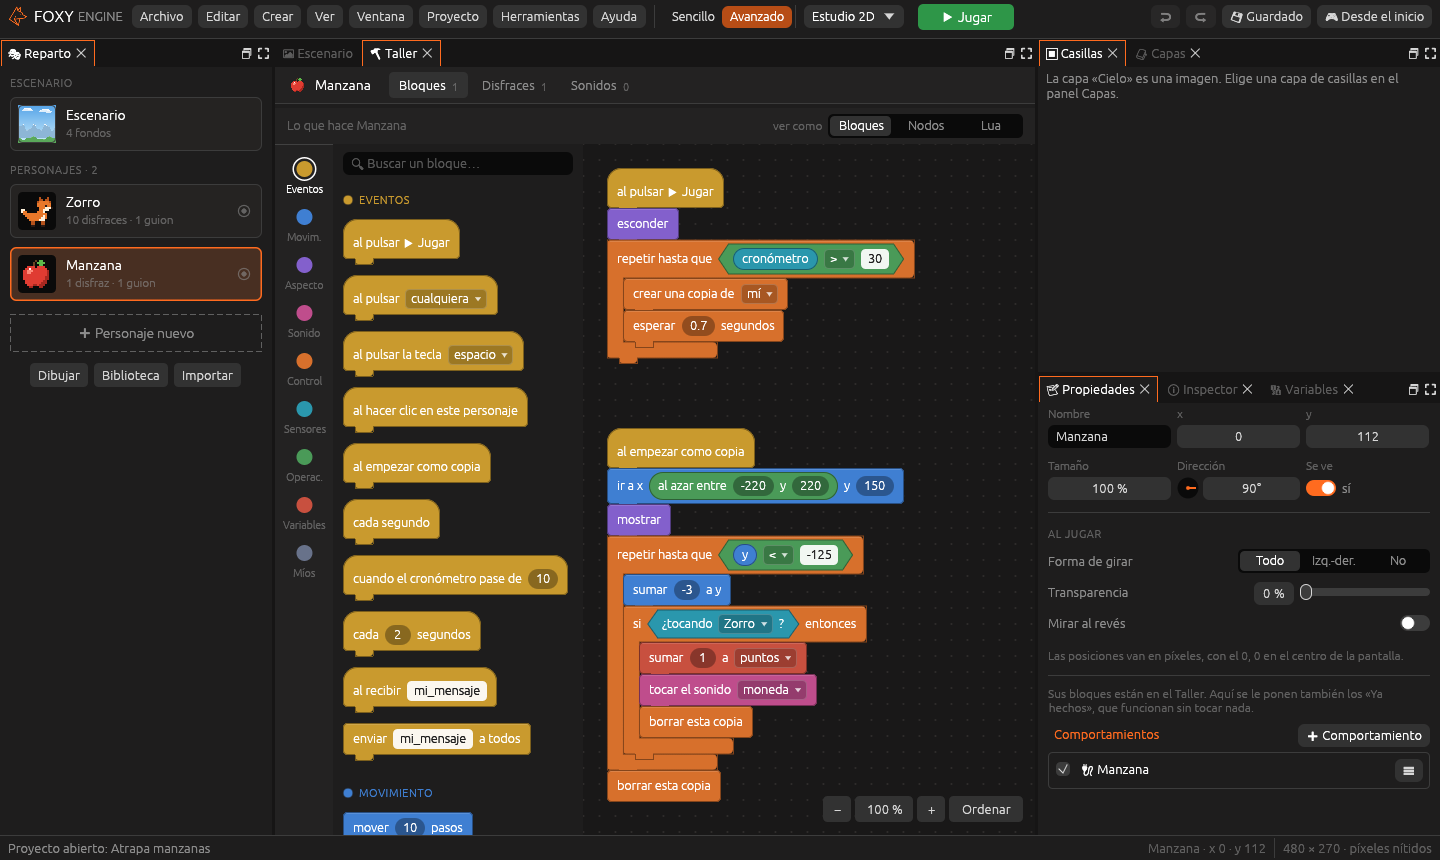 FOXY ENGINE Archivo Editar Crear Ver Ventana Proyecto Herramientas Ayuda Sencillo Avanzado Estudio 2D Jugar Guardado Desde el inicio
Reparto
Escenario Taller
Casillas Capas
ESCENARIO
Escenario
4 fondos
PERSONAJES · 2
Zorro
10 disfraces · 1 guion
Manzana
1 disfraz · 1 guion
+ Personaje nuevo
Dibujar Biblioteca Importar
Manzana Bloques 1 Disfraces 1 Sonidos 0
Lo que hace Manzana ver como Bloques Nodos Lua
Eventos
Movim.
Aspecto
Sonido
Control
Sensores
Operac.
Variables
Míos
Buscar un bloque…
EVENTOS
al pulsar Jugar
al pulsar cualquiera
al pulsar la tecla espacio
al hacer clic en este personaje
al empezar como copia
cada segundo
cuando el cronómetro pase de 10
cada 2 segundos
al recibir mi_mensaje
enviar mi_mensaje a todos
MOVIMIENTO
mover 10 pasos
al pulsar Jugar
esconder
repetir hasta que cronómetro > 30
crear una copia de mí
esperar 0.7 segundos
al empezar como copia
ir a x al azar entre -220 y 220 y 150
mostrar
repetir hasta que y < -125
sumar -3 a y
si ¿tocando Zorro ? entonces
sumar 1 a puntos
tocar el sonido moneda
borrar esta copia
borrar esta copia
− 100 % + Ordenar
La capa «Cielo» es una imagen. Elige una capa de casillas en el
panel Capas.
Propiedades Inspector Variables
Nombre x y
Manzana 0 112
Tamaño Dirección Se ve
100 % 90° sí
AL JUGAR
Forma de girar Todo Izq.-der. No
Transparencia 0 %
Mirar al revés
Las posiciones van en píxeles, con el 0, 0 en el centro de la pantalla.
Sus bloques están en el Taller. Aquí se le ponen también los «Ya
hechos», que funcionan sin tocar nada.
Comportamientos + Comportamiento
Manzana
Proyecto abierto: Atrapa manzanas Manzana · x 0 · y 112 480 × 270 · píxeles nítidos